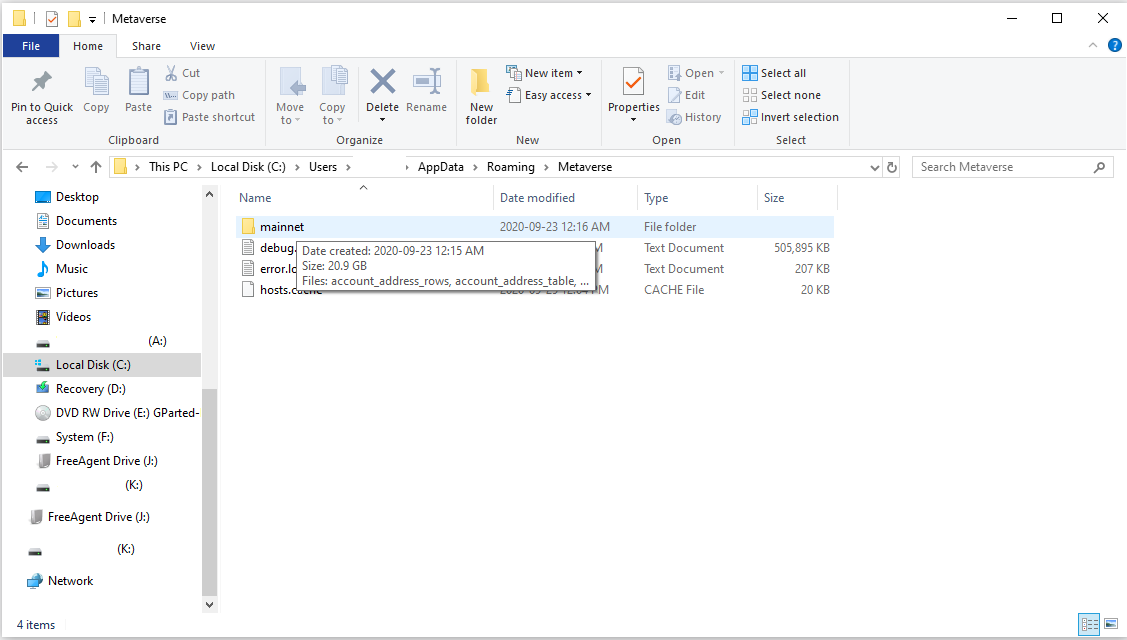 Metaverse
File Home Share View
Pin to Quick access
Copy
Paste
Cut
Copy path
Paste shortcut
Clipboard
Move to
Copy to
Delete
Rename
Organize
New folder
New item
Easy access
New
Properties
Open
Edit
History
Open
Select all
Select none
Invert selection
Select
This PC > Local Disk (C:) > Users > > AppData > Roaming > Metaverse
Search Metaverse
Desktop
Documents
Downloads
Music
Pictures
Videos
(A:)
Local Disk (C:)
Recovery (D:)
DVD RW Drive (E:) GParted-
System (F:)
FreeAgent Drive (J:)
(K:)
FreeAgent Drive (J:)
(K:)
Network
Name Date modified Type Size
mainnet 2020-09-23 12:16 AM File folder
debug. Text Document 505,895 KB
error.lo Text Document 207 KB
hosts.cache CACHE File 20 KB
Date created: 2020-09-23 12:15 AM
Size: 20.9 GB
Files: account_address_rows, account_address_table, ...
4 items